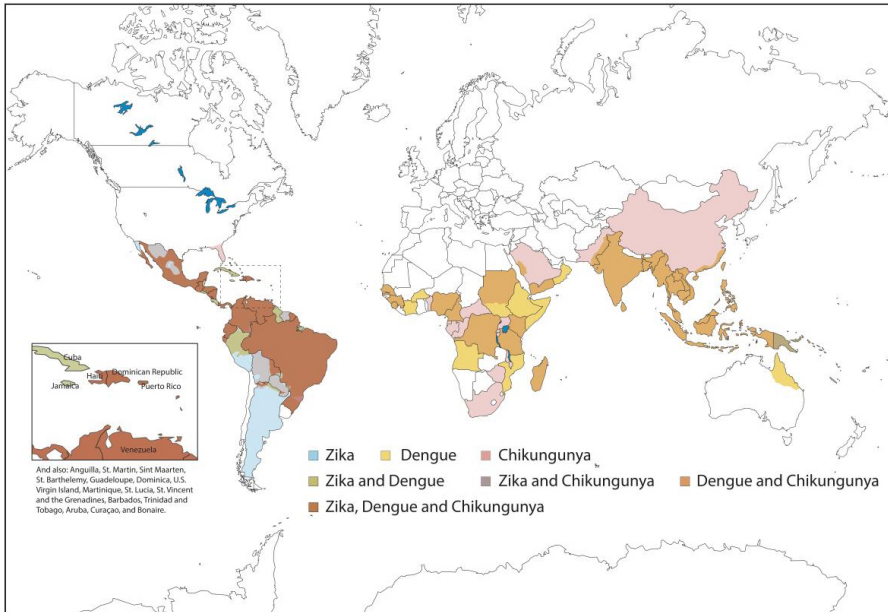 Cuba
Haiti
Dominican Republic
Jamaica
Puerto Rico
Venezuela
And also: Anguilla, St. Martin, Sint Maarten,
St. Barthelemy, Guadeloupe, Dominica, U.S.
Virgin Island, Martinique, St. Lucia, St. Vincent
and the Grenadines, Barbados, Trinidad and
Tobago, Aruba, Curaçao, and Bonaire.
Zika Dengue Chikungunya
Zika and Dengue Zika and Chikungunya Dengue and Chikungunya
Zika, Dengue and Chikungunya